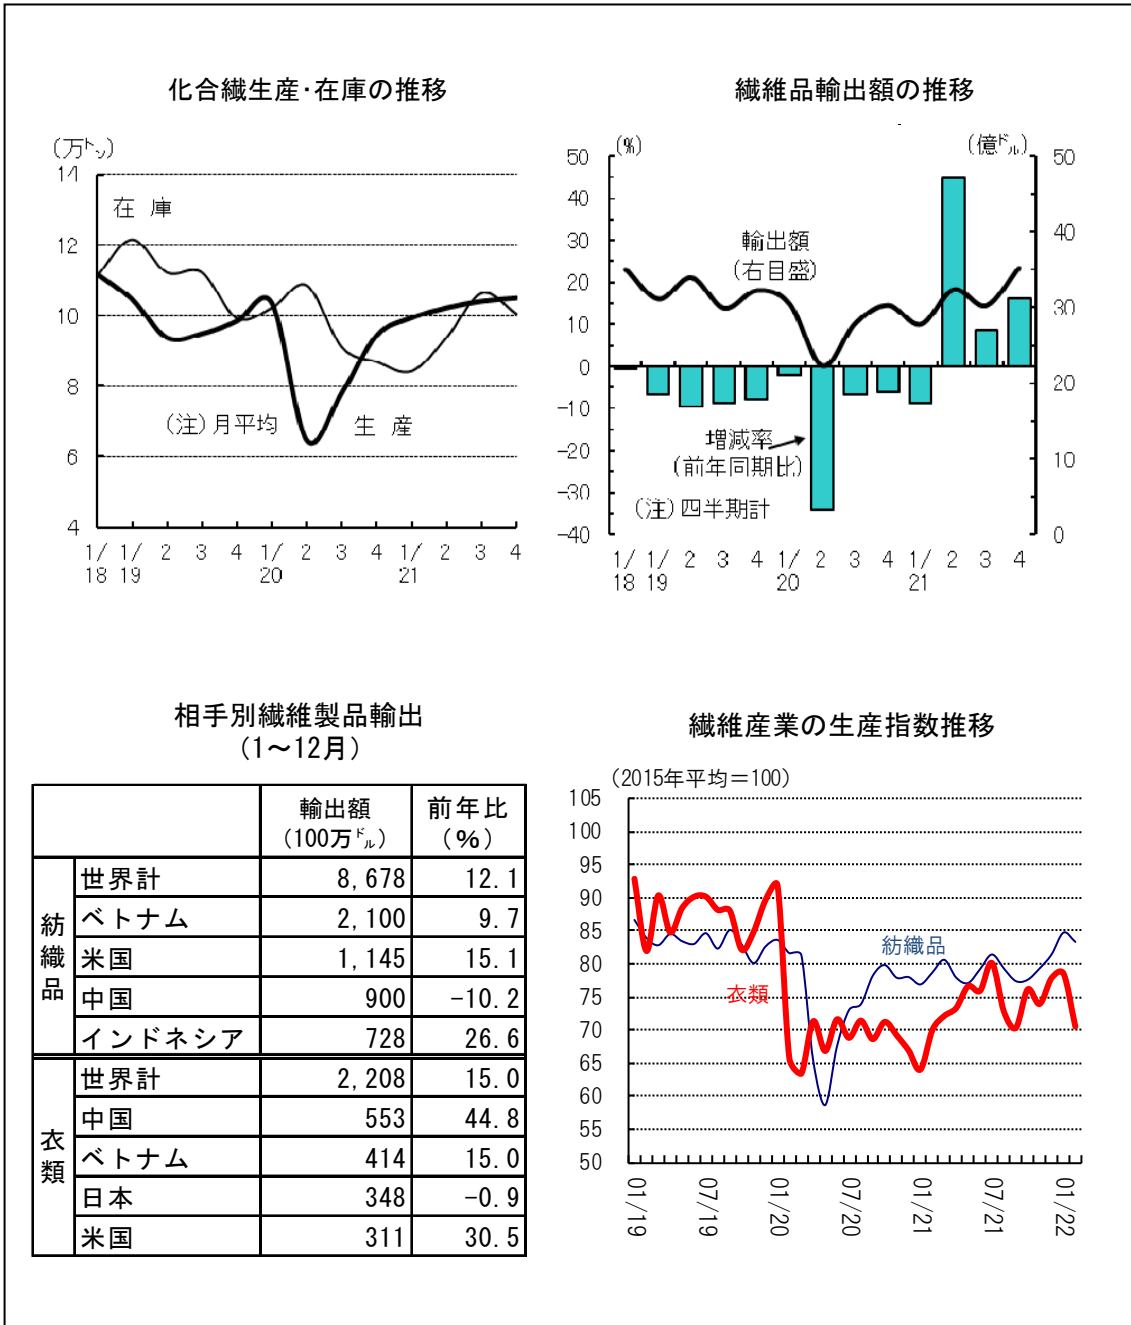 化合繊生産・在庫の推移
(万トン)
14
12
10
8
6
4
在 庫
(注)月平均
生 産
1/ 1/ 2 3 4 1/ 2 3 4 1/ 2 3 4
18 19 20 21
繊維品輸出額の推移
(%)
(億ドル)
50
40
30
20
10
0
-10
-20
-30
-40
50
40
30
20
10
0
輸出額
(右目盛)
増減率
(前年同期比)
(注)四半期計
1/ 1/ 2 3 4 1/ 2 3 4 1/ 2 3 4
18 19 20 21
相手別繊維製品輸出
(1~12月)
輸出額 前年比
(100万ドル) (%)
紡織品
世界計 8,678 12.1
ベトナム 2,100 9.7
米国 1,145 15.1
中国 900 -10.2
インドネシア 728 26.6
衣類
世界計 2,208 15.0
中国 553 44.8
ベトナム 414 15.0
日本 348 -0.9
米国 311 30.5
繊維産業の生産指数推移
(2015年平均=100)
105
100
95
90
85
80
75
70
65
60
55
50
紡織品
衣類
01/19 07/19 01/20 07/20 01/21 07/21 01/22